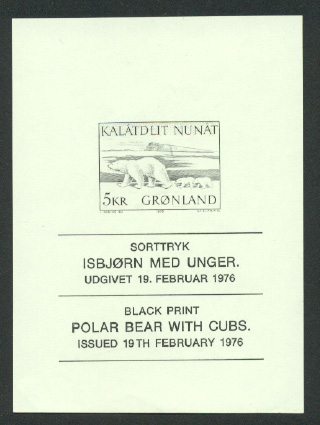 KALÂTDLIT NUNÂT
5KR GRØNLAND
SORTTRYK
ISBJØRN MED UNGER.
UDGIVET 19. FEBRUAR 1976
BLACK PRINT
POLAR BEAR WITH CUBS.
ISSUED 19TH FEBRUARY 1976